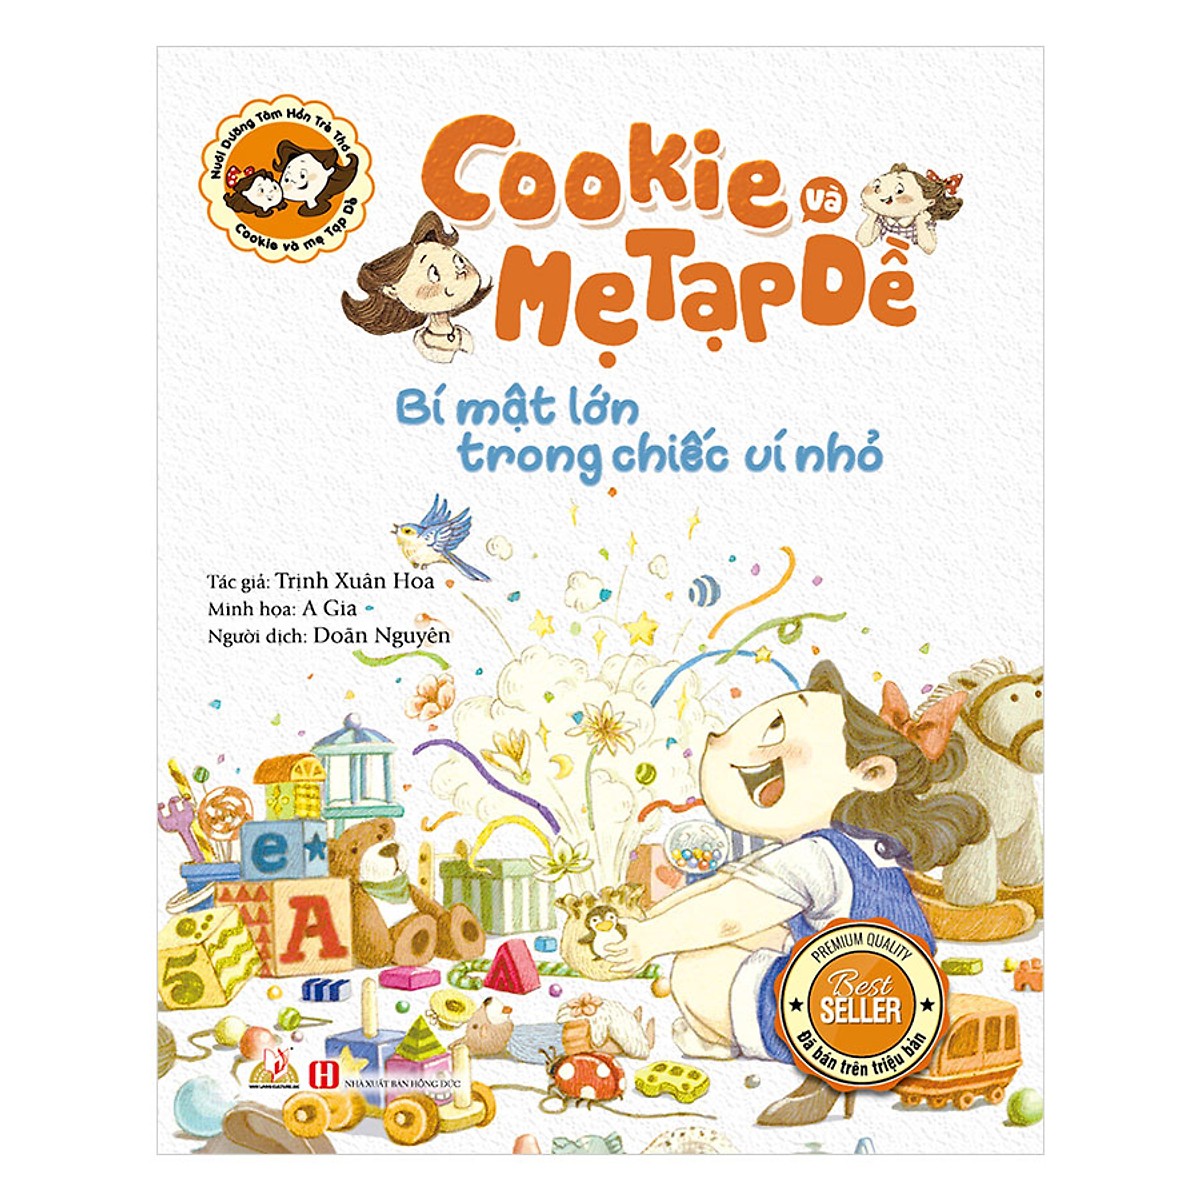 Nuôi Dưỡng Tâm Hồn Trẻ Thơ
Cookie và mẹ Tạp Dề
Cookie và
Mẹ Tạp Dề
Bí mật lớn
trong chiếc ví nhỏ
Tác giả: Trịnh Xuân Hoa
Minh họa: A Gia
Người dịch: Doãn Nguyên
e
A
5
PREMIUM QUALITY
Best
SELLER
Đã bán trên triệu bản
H
NHÀ XUẤT BẢN HỒNG ĐỨC